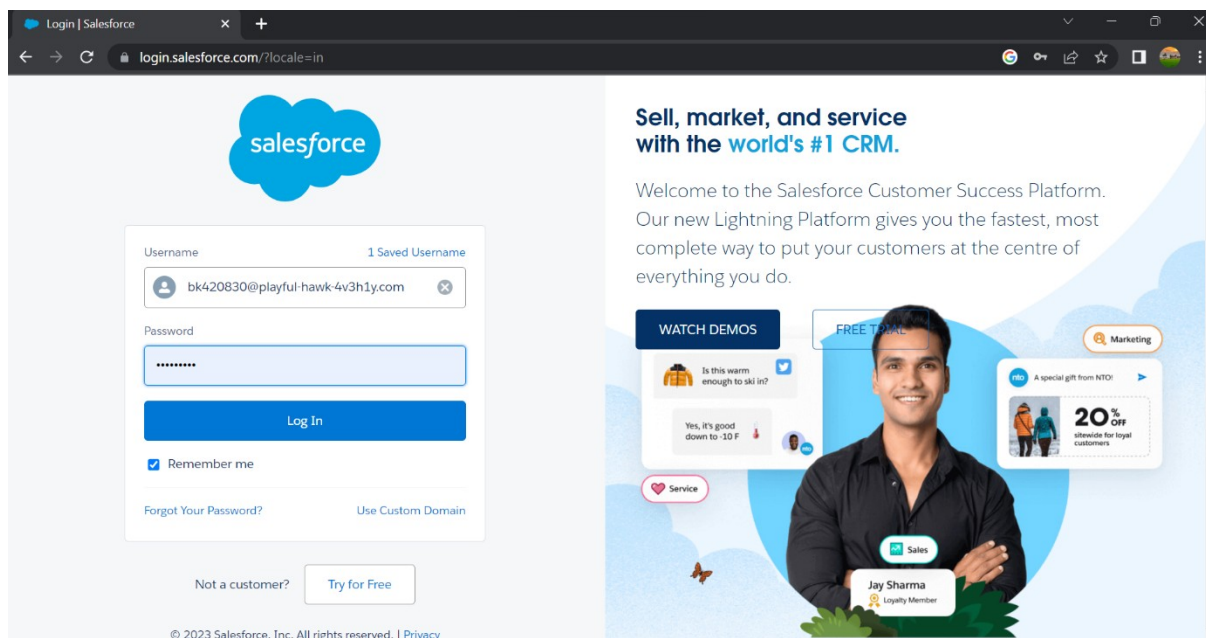 Login | Salesforce
login.salesforce.com/?locale=in
salesforce
Username 1 Saved Username
bk420830@playful-hawk-4v3h1y.com
Password
•••••••••
Log In
Remember me
Forgot Your Password? Use Custom Domain
Not a customer? Try for Free
© 2023 Salesforce, Inc. All rights reserved. | Privacy
Sell, market, and service
with the world's #1 CRM.
Welcome to the Salesforce Customer Success Platform.
Our new Lightning Platform gives you the fastest, most
complete way to put your customers at the centre of
everything you do.
WATCH DEMOS FREE TRIAL
Marketing
Is this warm
enough to ski in?
Yes, it's good
down to -10 F
nto
Service
nto A special gift from NTO!
20% OFF
sitewide for loyal
customers
Sales
Jay Sharma
Loyalty Member